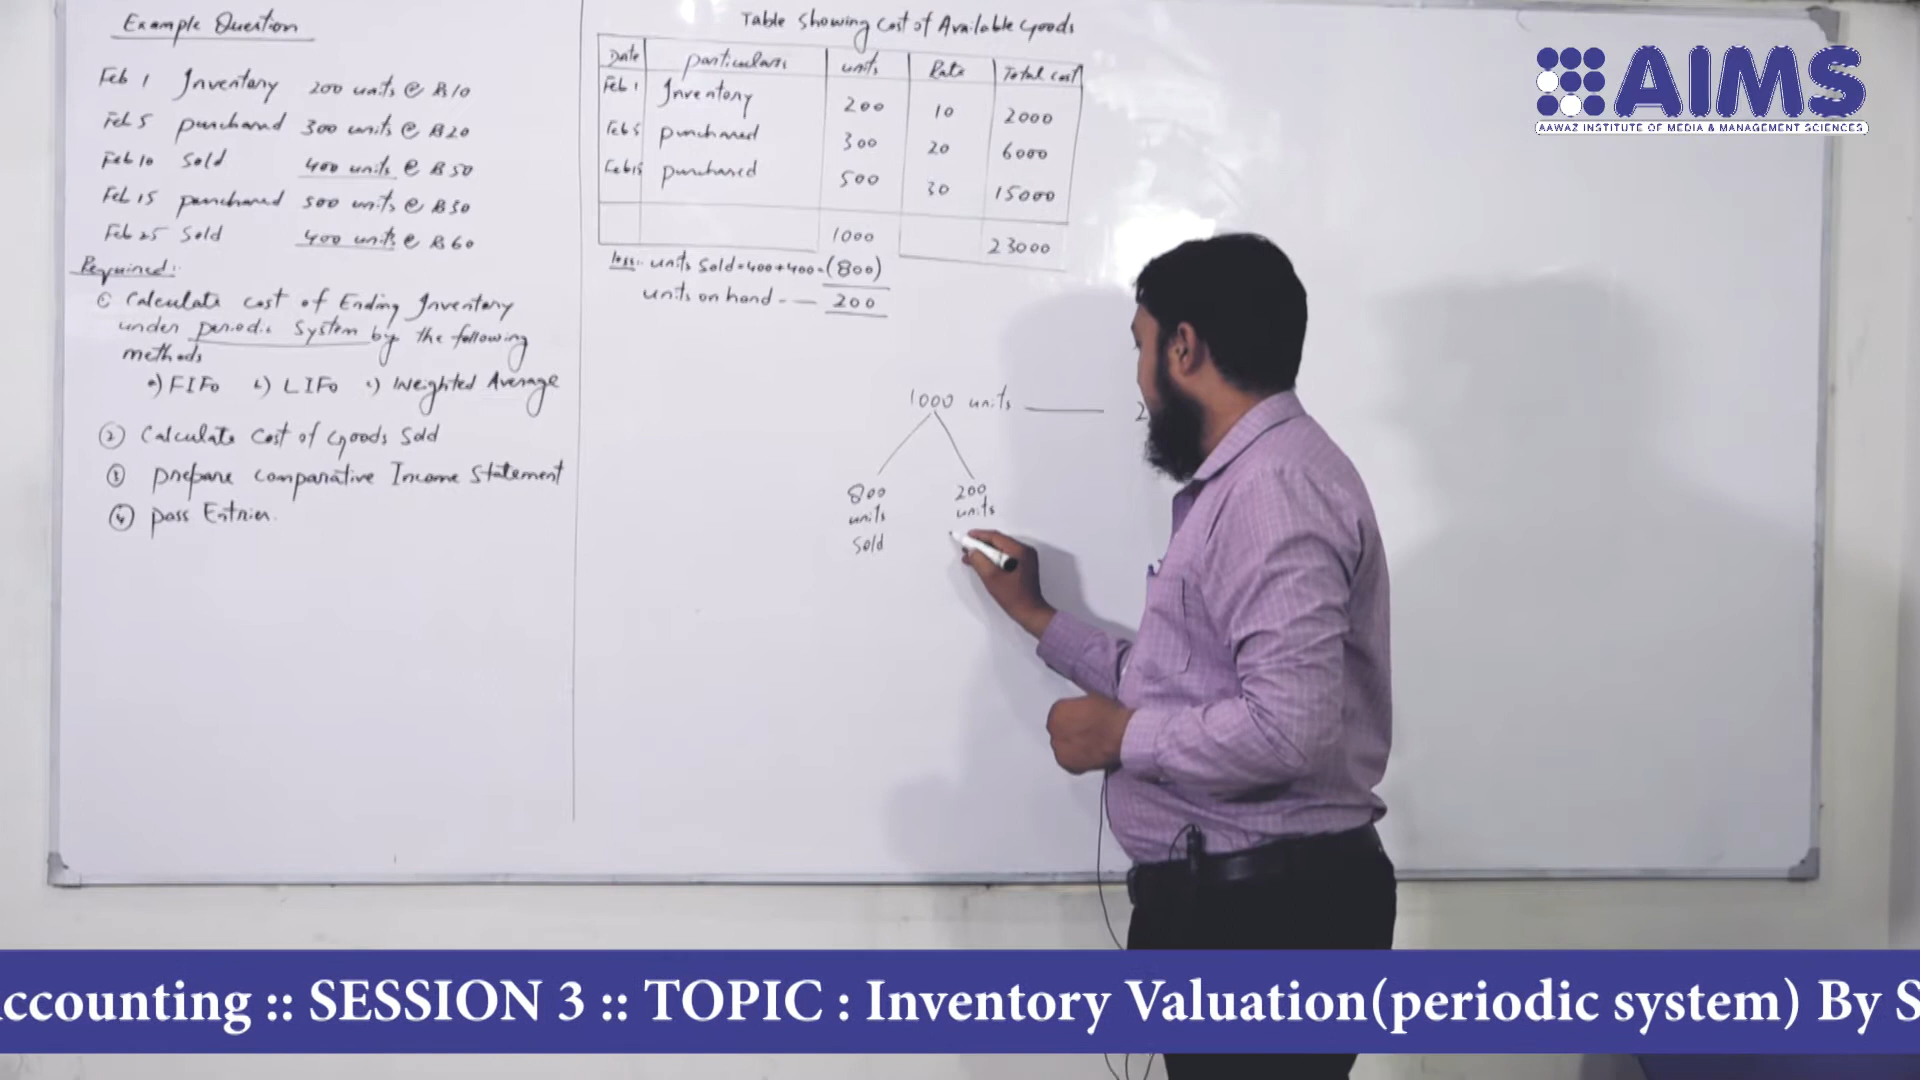 Example Question
Feb 1 Inventory 200 units @ Rs 10
Feb 5 purchased 300 units @ Rs 20
Feb 10 Sold 400 units @ Rs 50
Feb 15 purchased 500 units @ Rs 30
Feb 25 Sold 400 units @ Rs 60
Required:
① Calculate cost of Ending Inventory
under periodic System by the following
methods
a) FIFO b) LIFO c) Weighted Average
② Calculate Cost of Goods Sold
③ prepare comparative Income Statement
④ pass Entries.
Table Showing Cost of Available Goods
Date particulars units Rate Total cost
Feb 1 Inventory 200 10 2000
Feb 5 purchased 300 20 6000
Feb 15 purchased 500 30 15000
1000 23000
less: units Sold=400+400=(800)
units on hand - — 200
1000 units 2
800 200
units units
Sold
AIMS
AAWAZ INSTITUTE OF MEDIA & MANAGEMENT SCIENCES
ccounting :: SESSION 3 :: TOPIC : Inventory Valuation(periodic system) By S